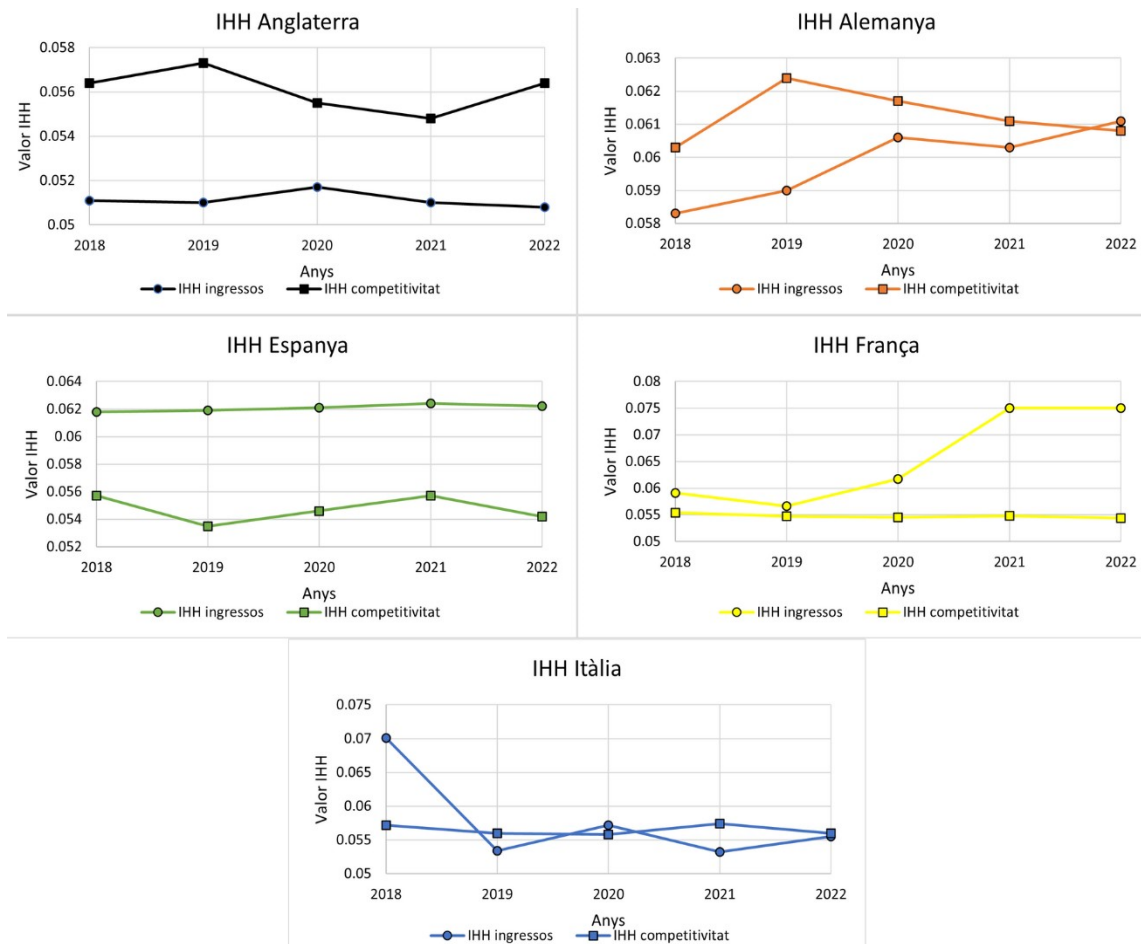 IHH Anglaterra
0.058
0.056
0.054
0.052
0.05
Valor IHH
2018 2019 2020 2021 2022
Anys
IHH ingressos IHH competitivitat
IHH Alemanya
0.063
0.062
0.061
0.06
0.059
0.058
Valor IHH
2018 2019 2020 2021 2022
Anys
IHH ingressos IHH competitivitat
IHH Espanya
0.064
0.062
0.06
0.058
0.056
0.054
0.052
Valor IHH
2018 2019 2020 2021 2022
Anys
IHH ingressos IHH competitivitat
IHH França
0.08
0.075
0.07
0.065
0.06
0.055
0.05
Valor IHH
2018 2019 2020 2021 2022
Anys
IHH ingressos IHH competitivitat
IHH Itàlia
0.075
0.07
0.065
0.06
0.055
0.05
Valor IHH
2018 2019 2020 2021 2022
Anys
IHH ingressos IHH competitivitat